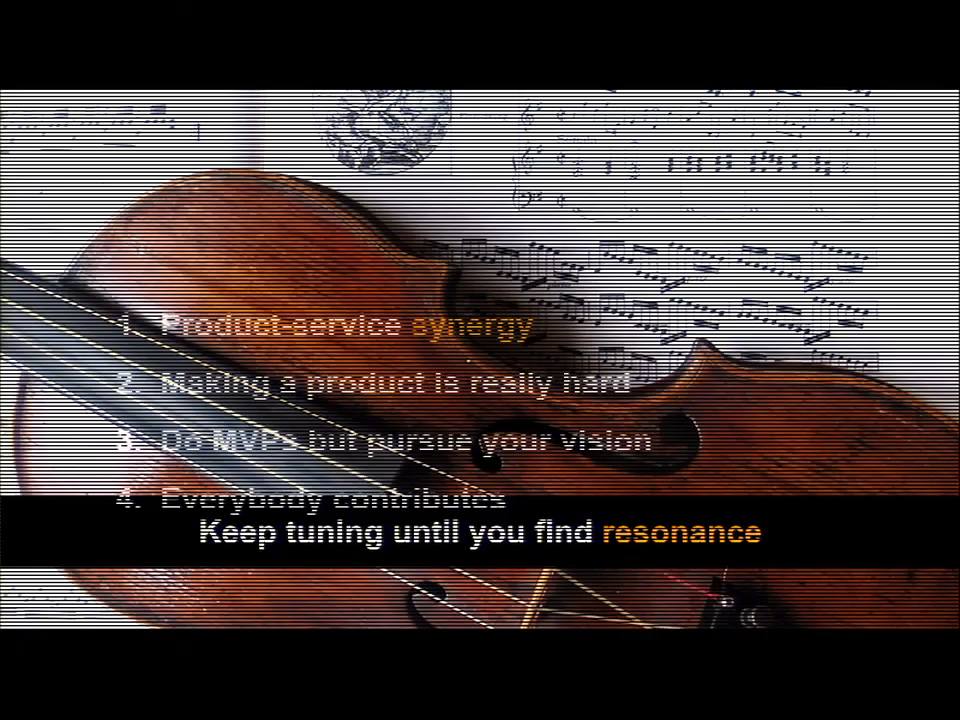 1. Product-service synergy
2. Making a product is really hard
3. Do MVPs but pursue your vision
4. Everybody contributes
Keep tuning until you find resonance